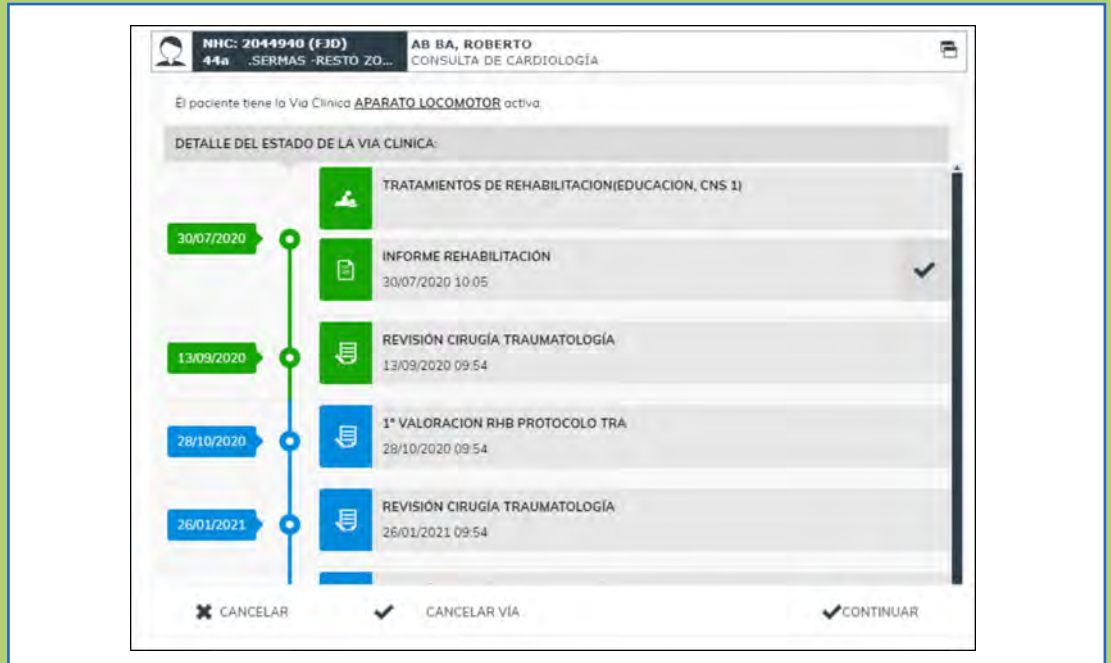 NHC: 2044940 (FJD)
44a .SERMAS -RESTO ZO...
AB BA, ROBERTO
CONSULTA DE CARDIOLOGÍA
El paciente tiene la Via Clinica APARATO LOCOMOTOR activa.
DETALLE DEL ESTADO DE LA VIA CLINICA:
TRATAMIENTOS DE REHABILITACION(EDUCACION, CNS 1)
30/07/2020
INFORME REHABILITACIÓN
30/07/2020 10:05
13/09/2020
REVISIÓN CIRUGÍA TRAUMATOLOGÍA
13/09/2020 09:54
28/10/2020
1ª VALORACION RHB PROTOCOLO TRA
28/10/2020 09:54
26/01/2021
REVISIÓN CIRUGÍA TRAUMATOLOGÍA
26/01/2021 09:54
CANCELAR
CANCELAR VÍA
CONTINUAR